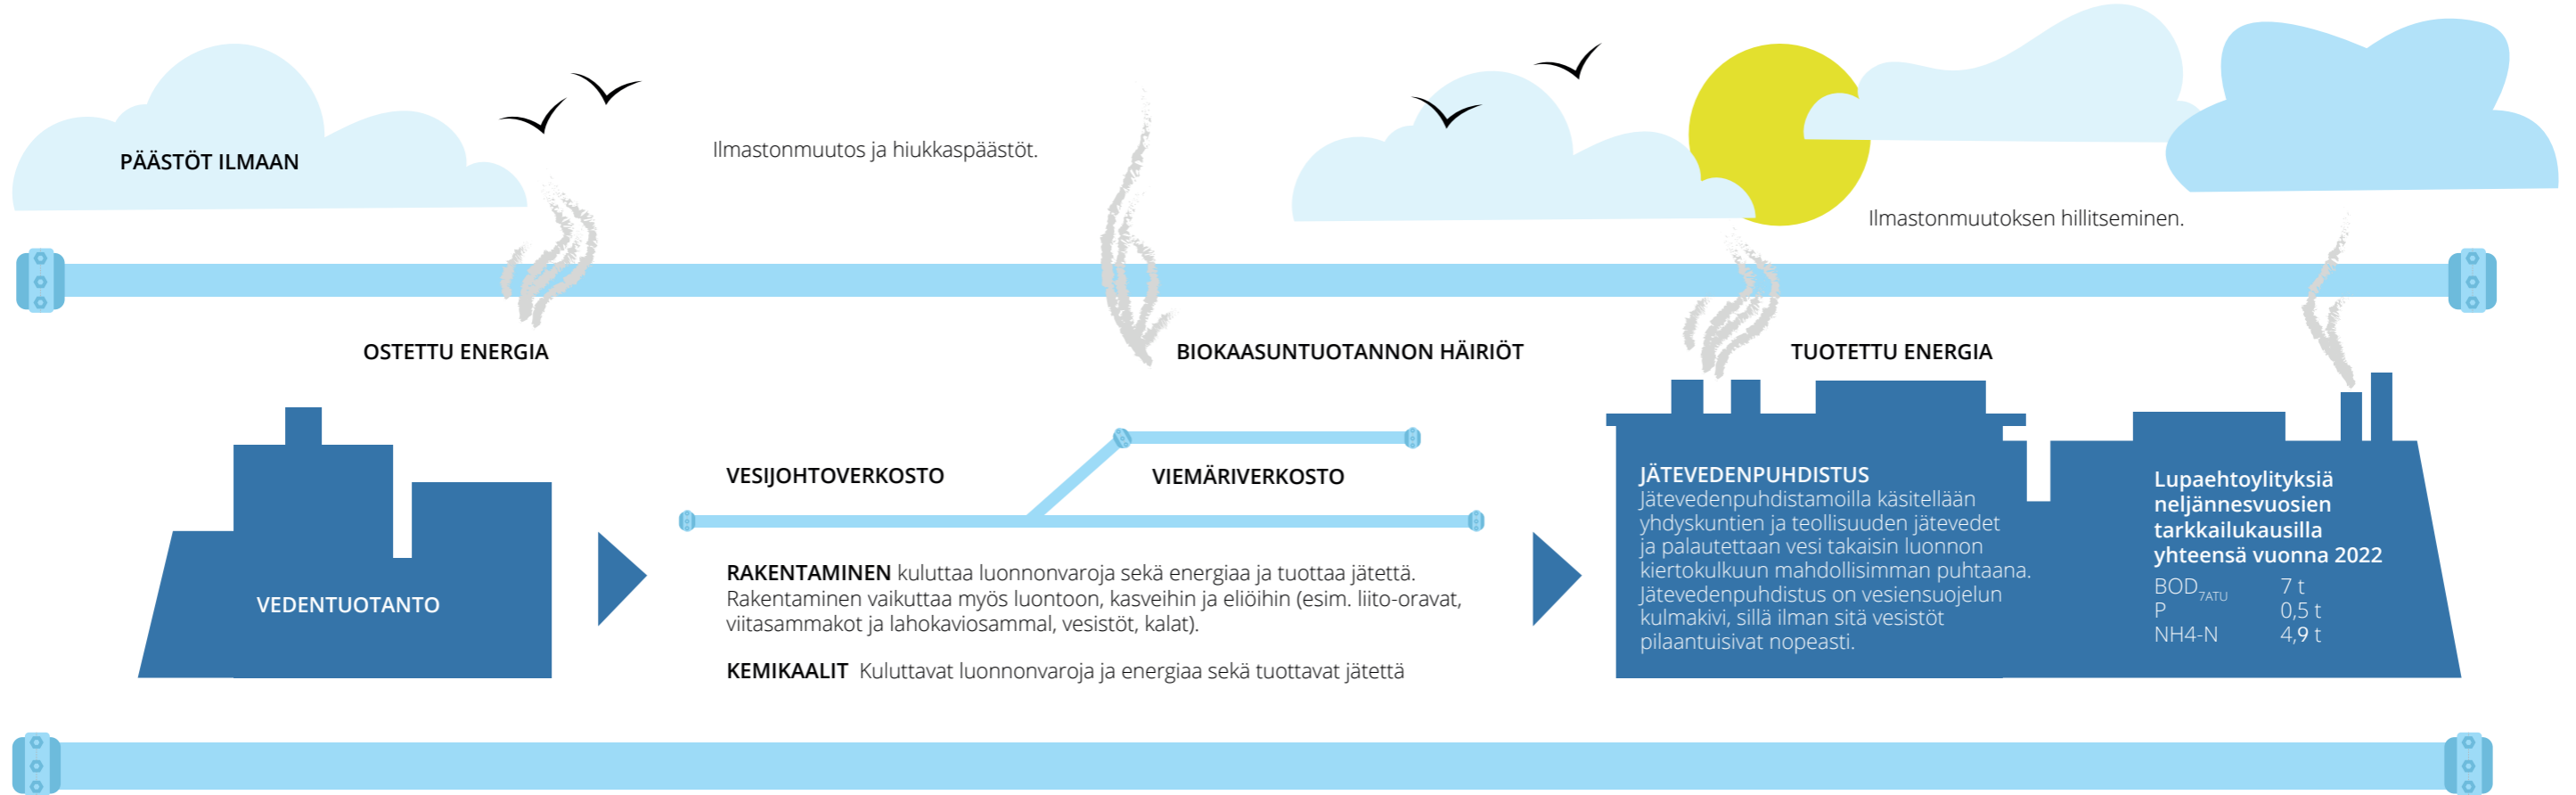 PÄÄSTÖT ILMAAN
Ilmastonmuutos ja hiukkaspäästöt.
Ilmastonmuutoksen hillitseminen.
OSTETTU ENERGIA
BIOKAASUNTUOTANNON HÄIRIÖT
TUOTETTU ENERGIA
VEDENTUOTANTO
VESIJOHTOVERKOSTO
VIEMÄRIVERKOSTO
RAKENTAMINEN kuluttaa luonnonvaroja sekä energiaa ja tuottaa jätettä.
Rakentaminen vaikuttaa myös luontoon, kasveihin ja eliöihin (esim. liito-oravat,
viitasammakot ja lahokaviosammal, vesistöt, kalat).
KEMIKAALIT Kuluttavat luonnonvaroja ja energiaa sekä tuottavat jätettä
JÄTEVEDENPUHDISTUS
Jätevedenpuhdistamoilla käsitellään
yhdyskuntien ja teollisuuden jätevedet
ja palautettaan vesi takaisin luonnon
kiertokulkuun mahdollisimman puhtaana.
Jätevedenpuhdistus on vesiensuojelun
kulmakivi, sillä ilman sitä vesistöt
pilaantuisivat nopeasti.
Lupaehtoylityksiä
neljännesvuosien
tarkkailukausilla
yhteensä vuonna 2022
BOD7ATU 7 t
P 0,5 t
NH4-N 4,9 t